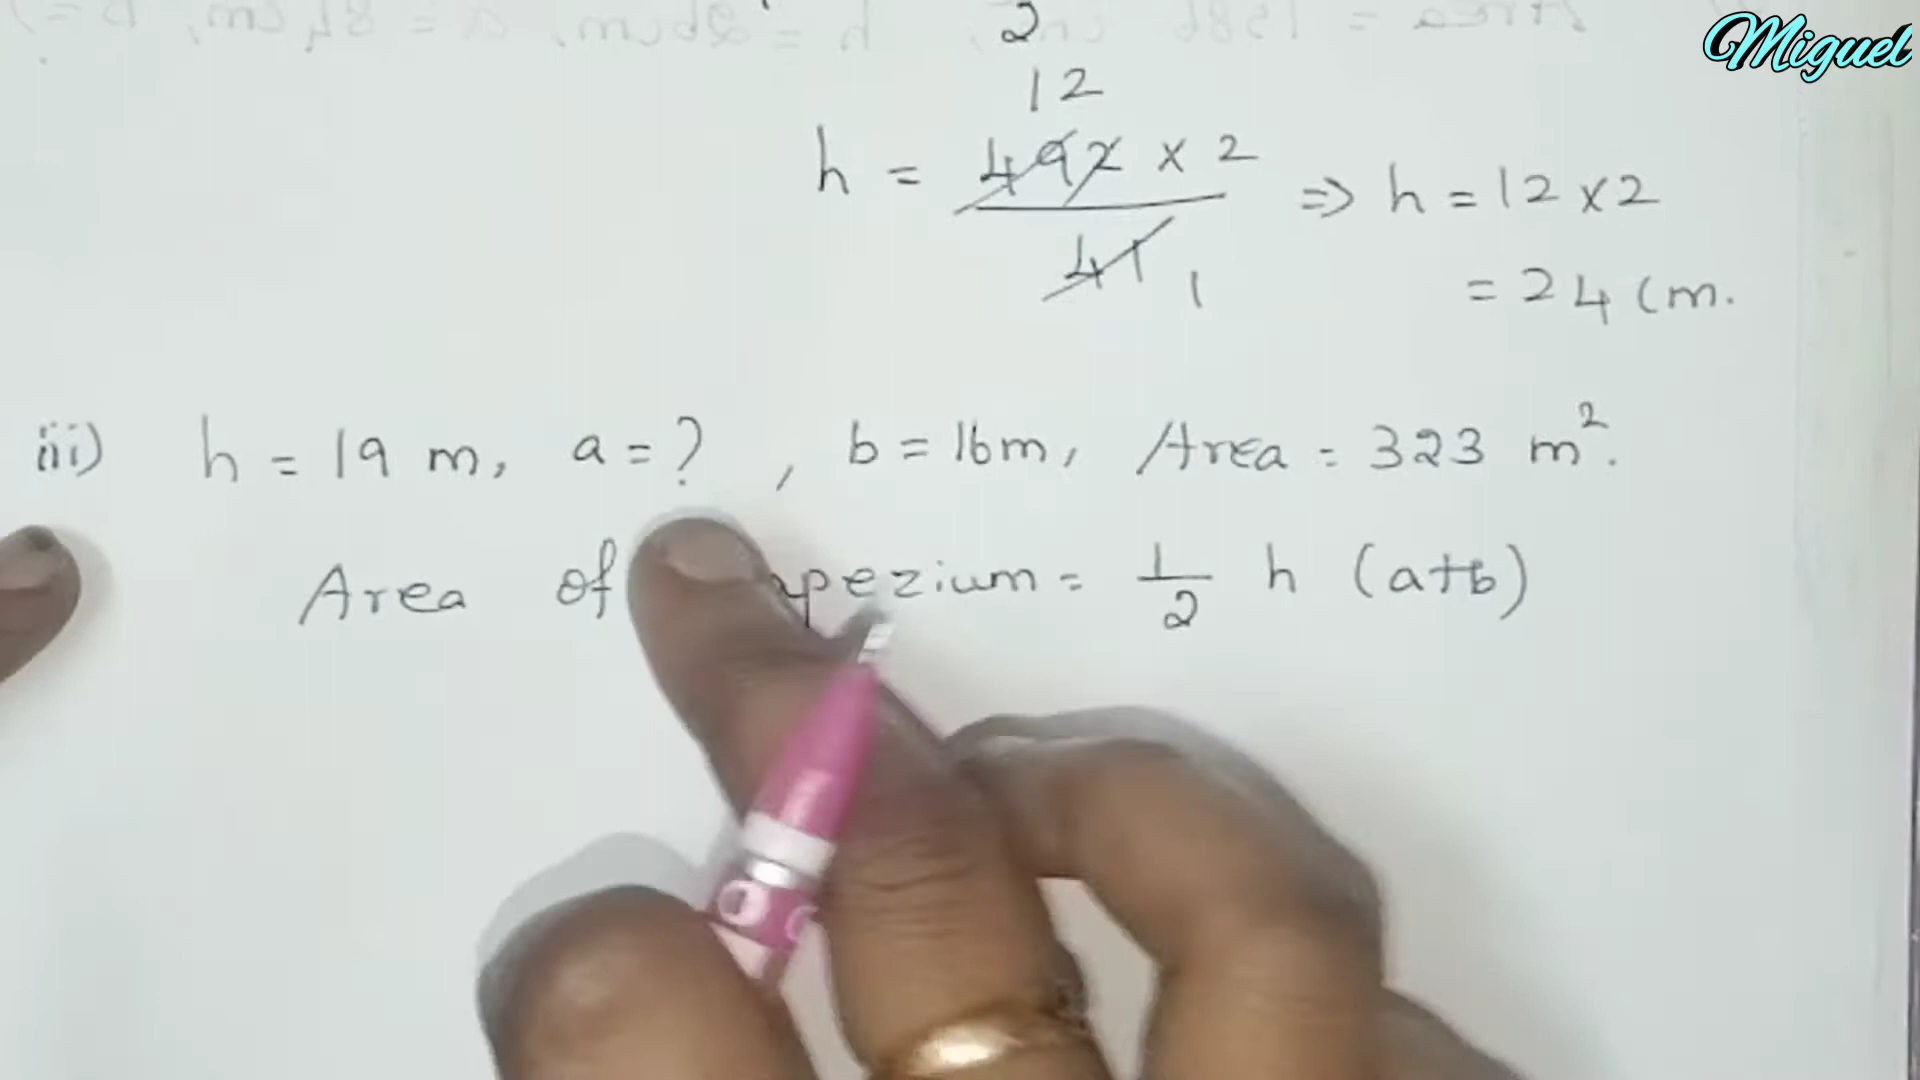 Miguel
2
12
h = 492 x 2 / 41 1 => h = 12 x 2
= 24 cm.
iii) h = 19 m, a = ?, b = 16m, Area = 323 m².
Area of = 1/2 h (a+b)